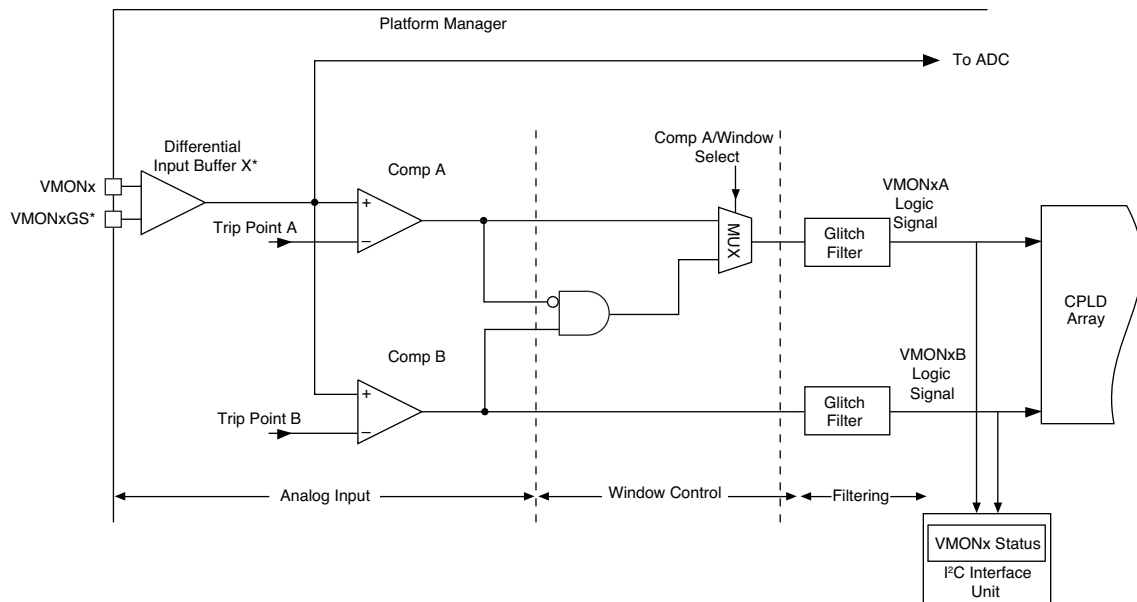 Platform Manager
To ADC
Differential
Input Buffer X*
Comp A/Window
Select
Comp A
VMONx
VMONxGS*
Trip Point A
+
–
MUX
VMONxA
Logic
Signal
Glitch
Filter
CPLD
Array
Comp B
Trip Point B
+
–
VMONxB
Logic
Signal
Glitch
Filter
Analog Input
Window Control
Filtering
VMONx Status
I²C Interface
Unit